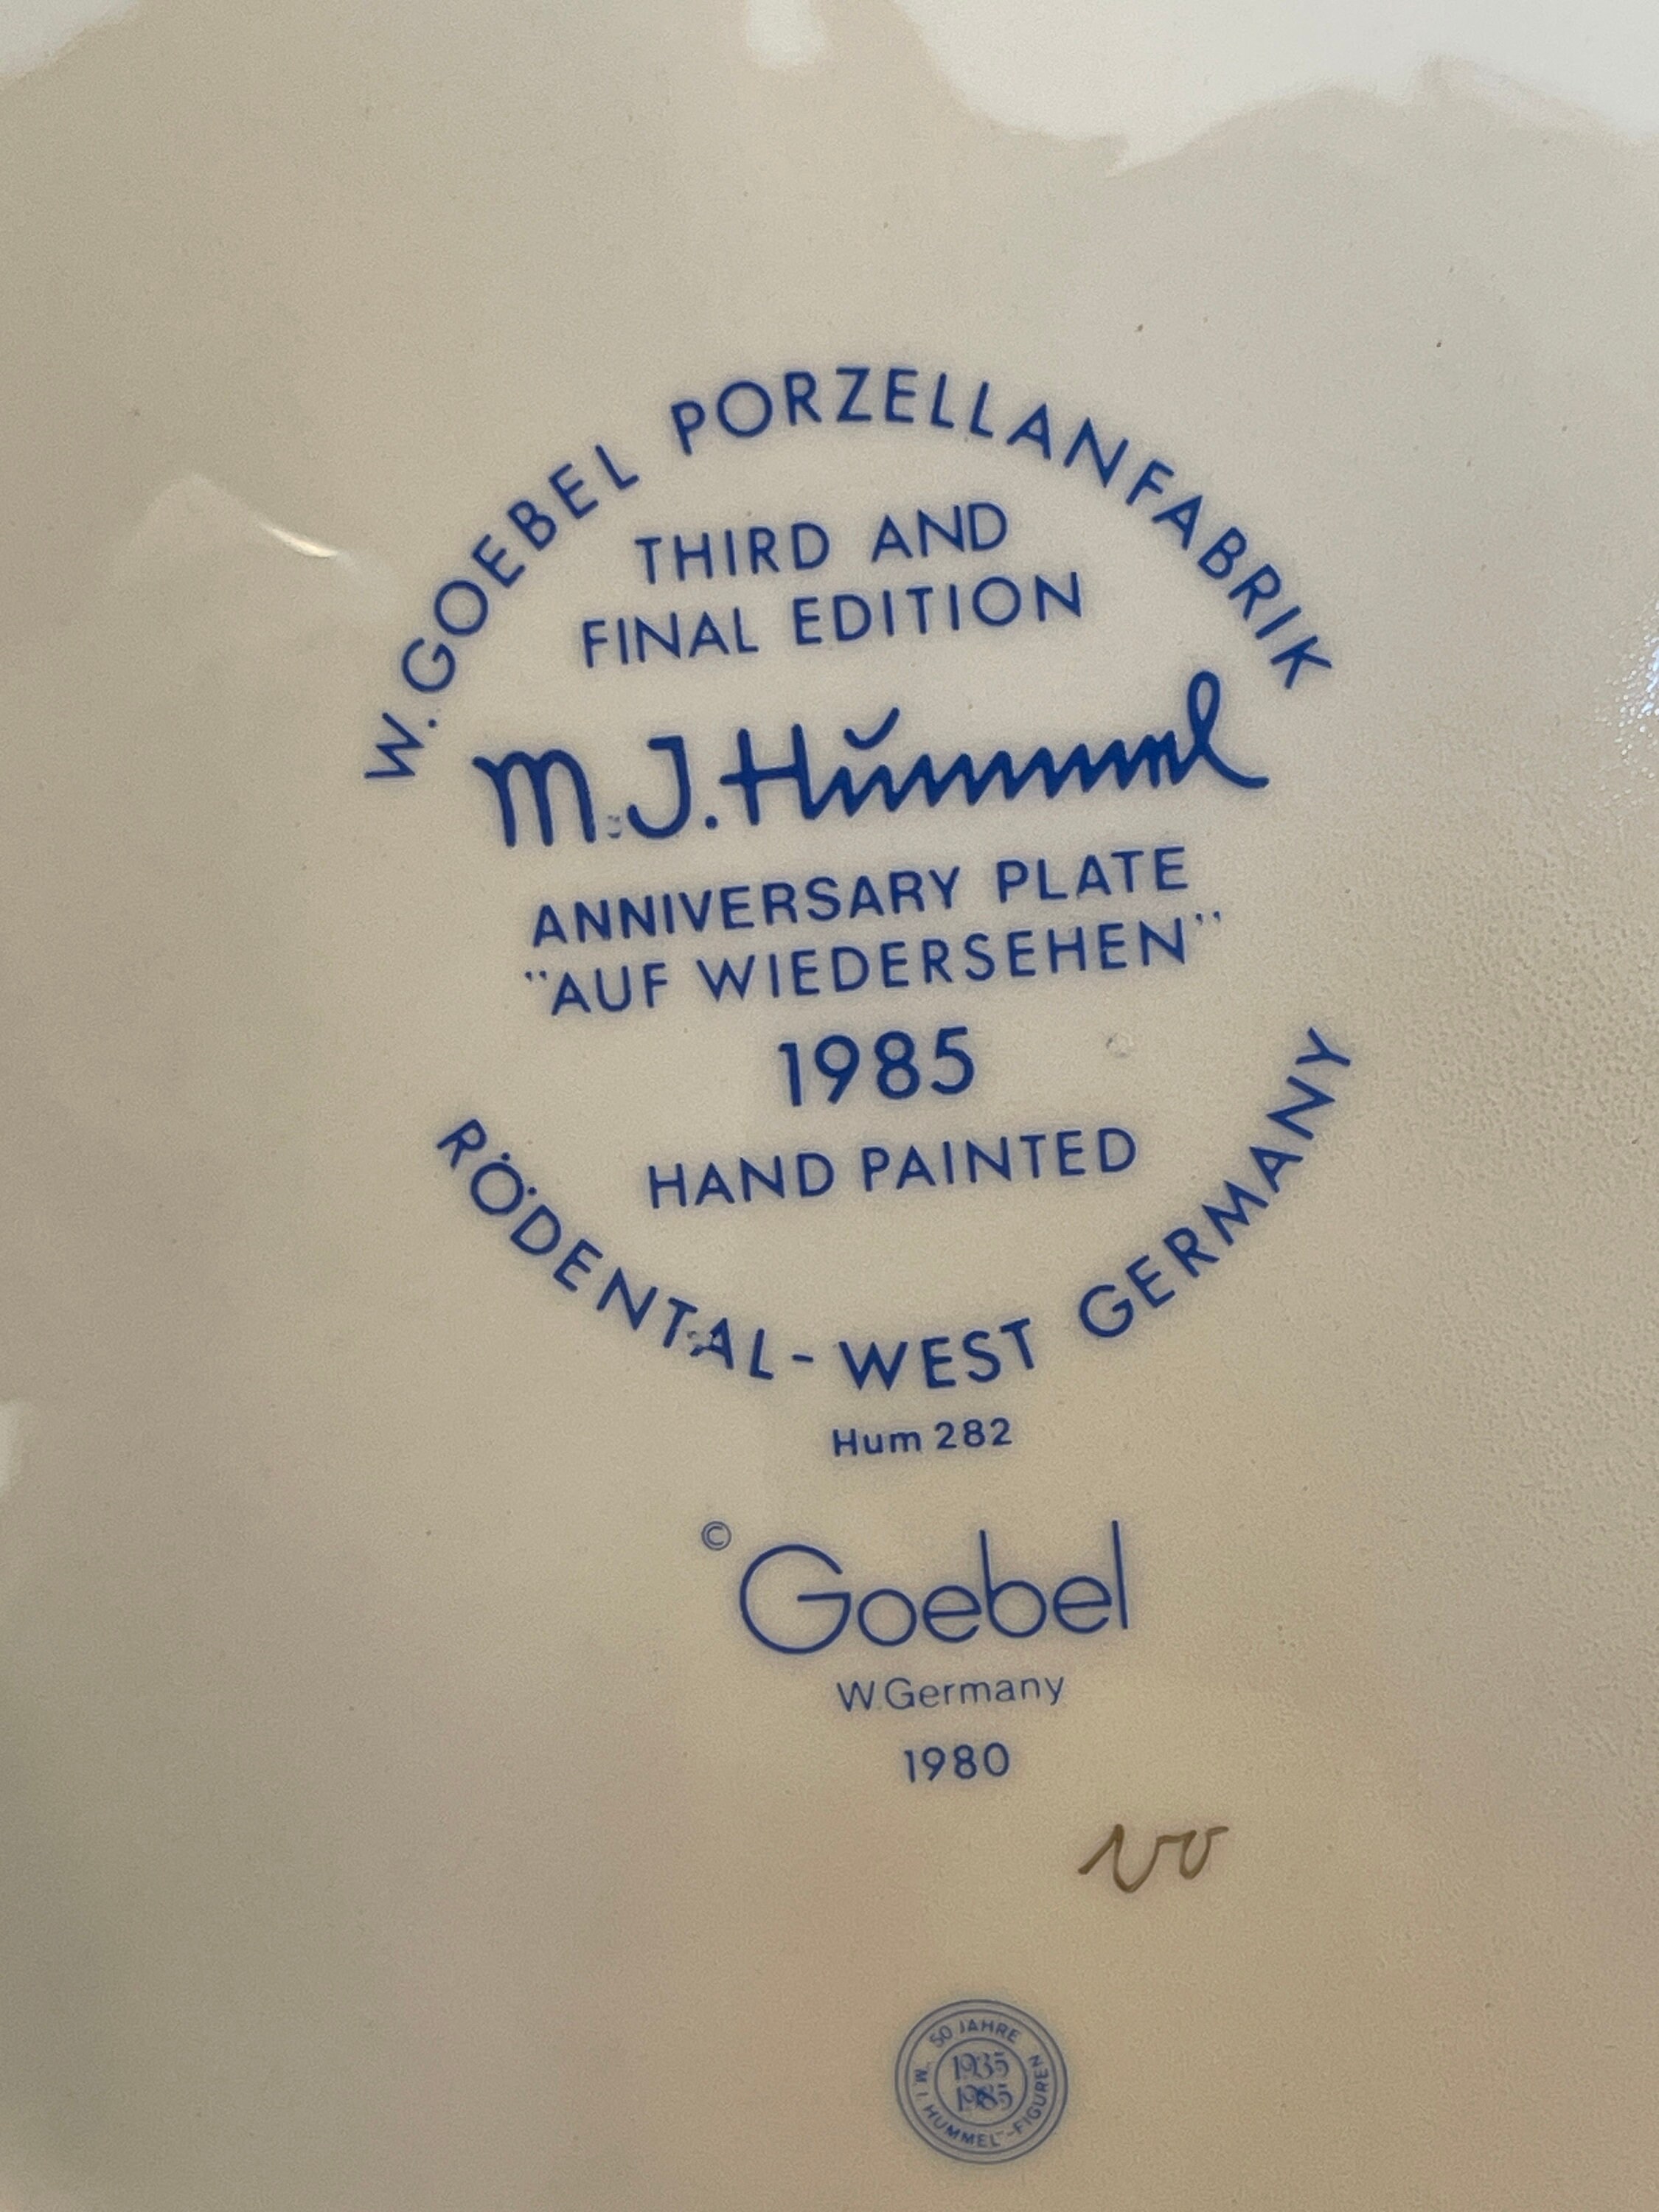 W. GOEBEL PORZELLANFABRIK
THIRD AND
FINAL EDITION
M.J. Hŭmmel
ANNIVERSARY PLATE
"AUF WIEDERSEHEN"
1985
HAND PAINTED
RÖDENTAL - WEST GERMANY
Hum 282
© Goebel
W.Germany
1980
50 JAHRE
1935
1985
"M.I. HUMMEL"-FIGUREN